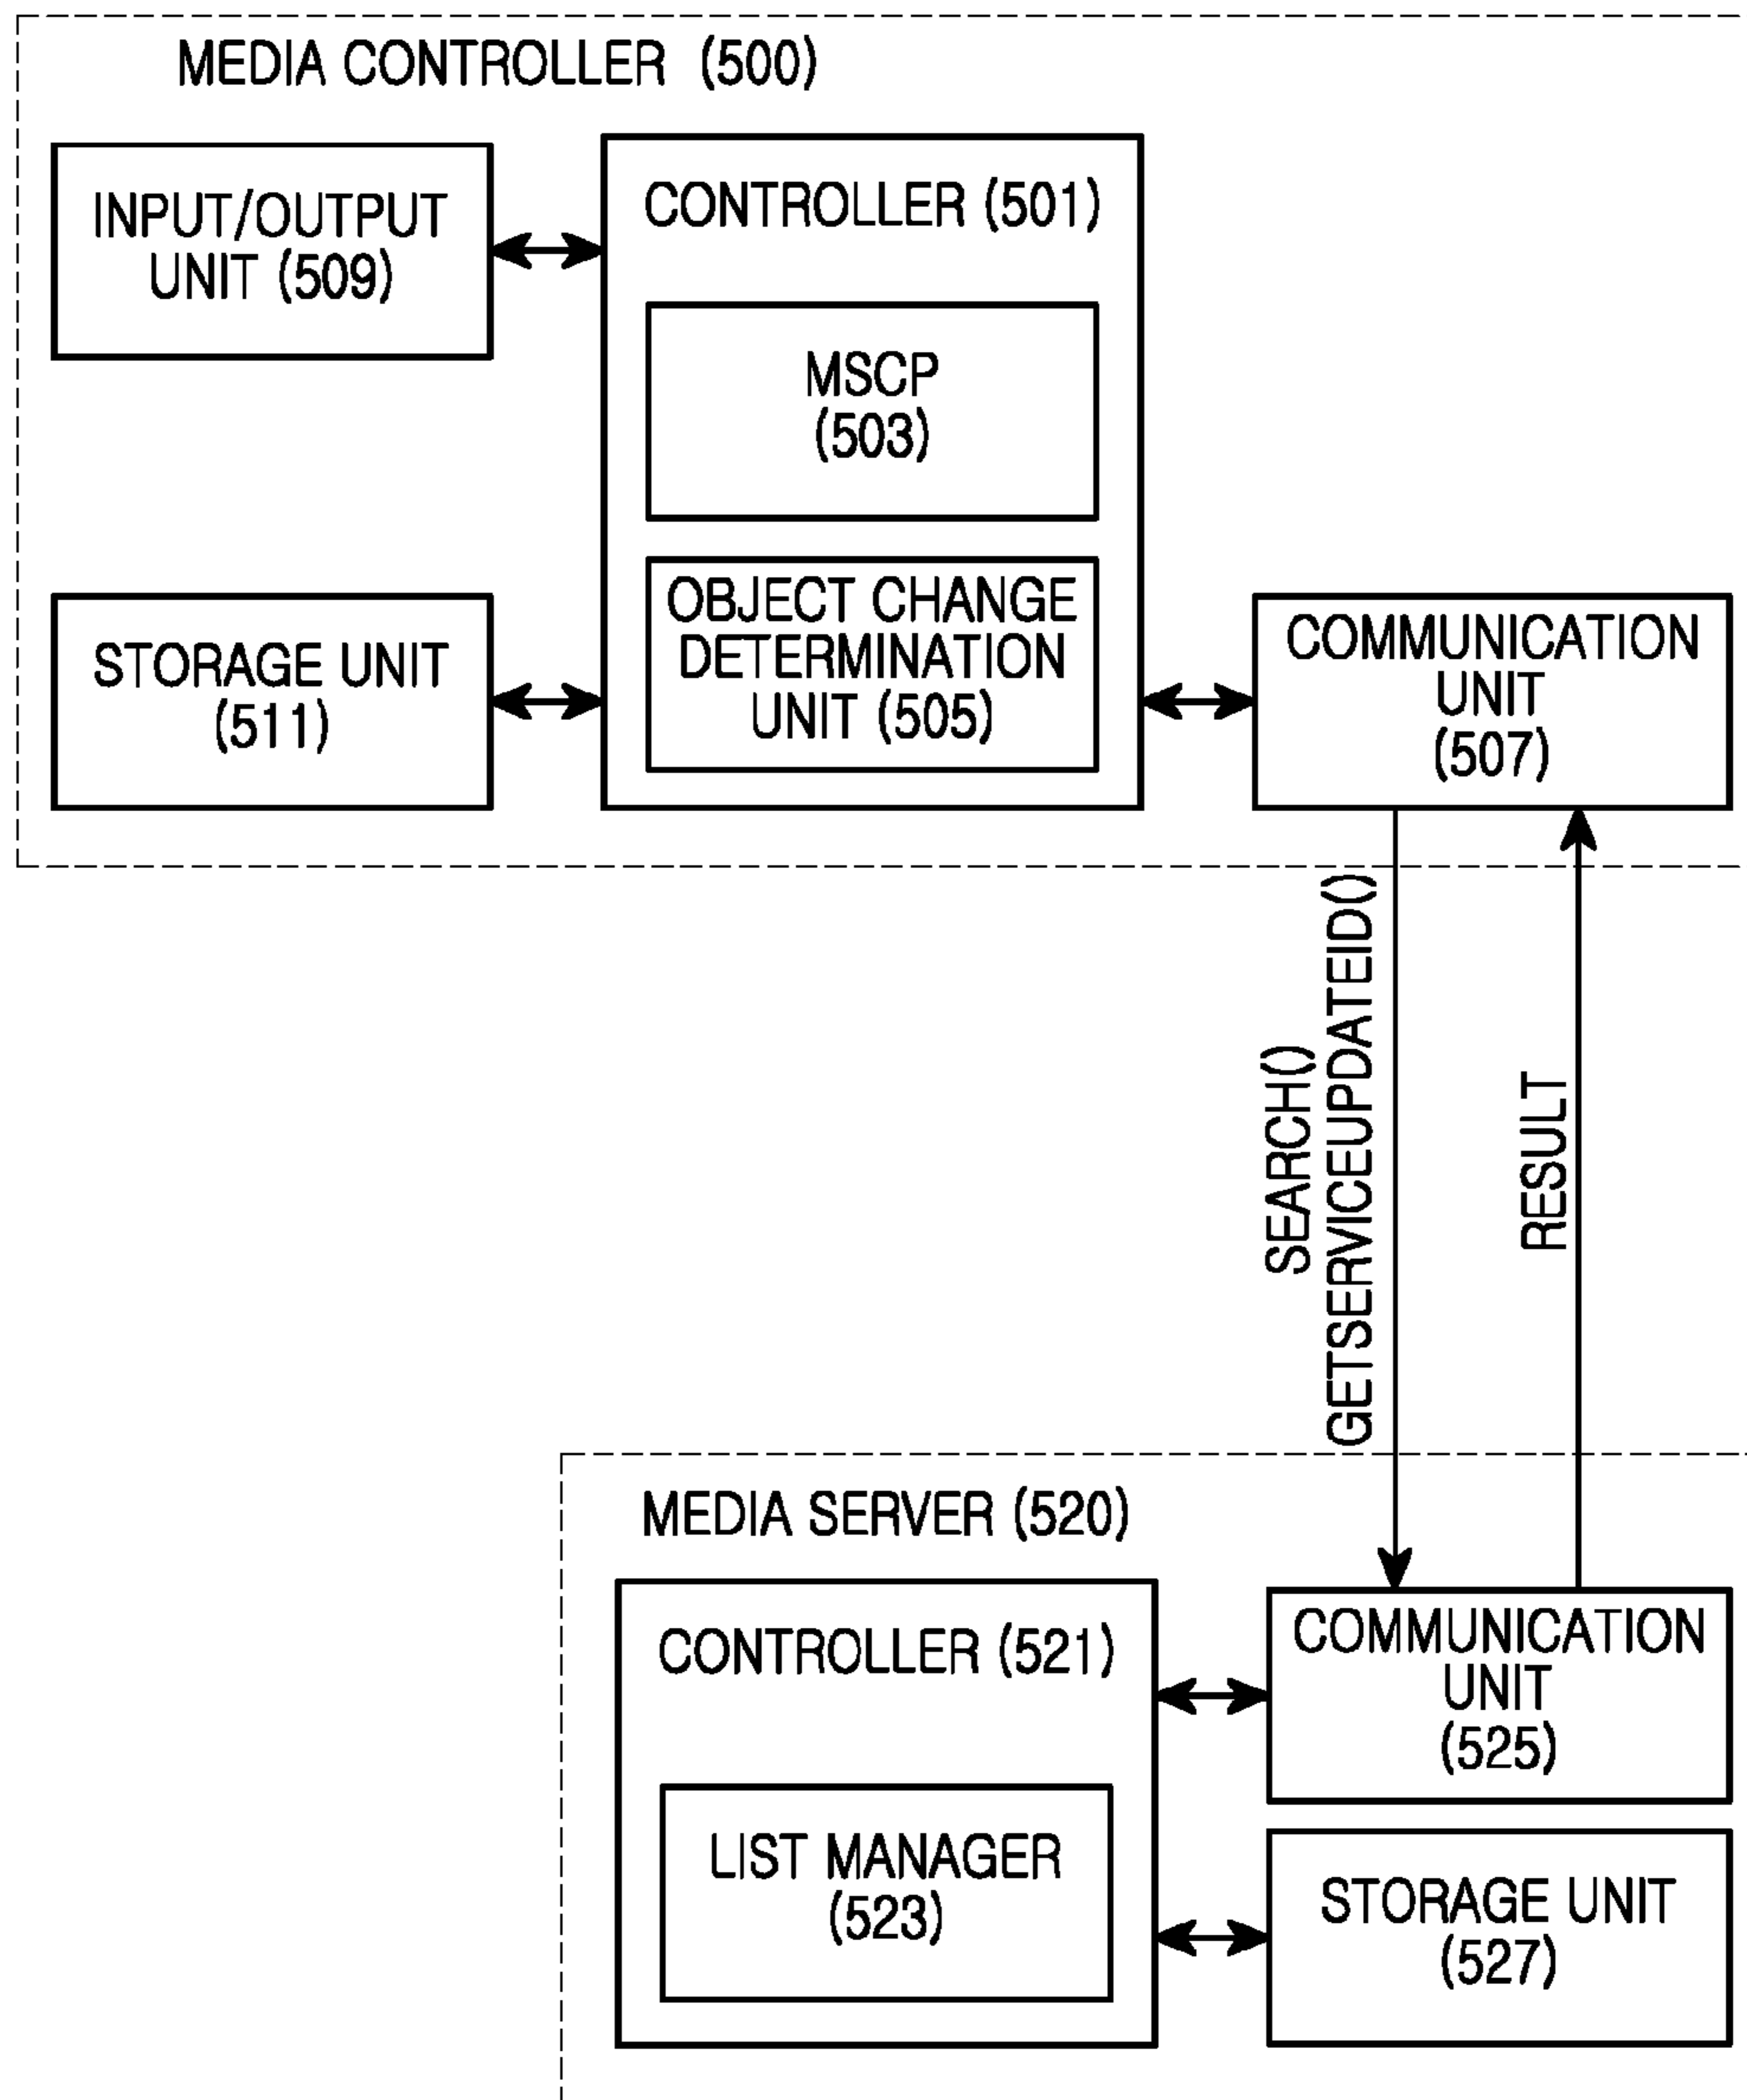 MEDIA CONTROLLER (500)
INPUT/OUTPUT
UNIT (509)
CONTROLLER (501)
MSCP
(503)
OBJECT CHANGE
DETERMINATION
UNIT (505)
STORAGE UNIT
(511)
COMMUNICATION
UNIT
(507)
SEARCH()
GETSERVICEUPDATEID()
RESULT
MEDIA SERVER (520)
CONTROLLER (521)
LIST MANAGER
(523)
COMMUNICATION
UNIT
(525)
STORAGE UNIT
(527)